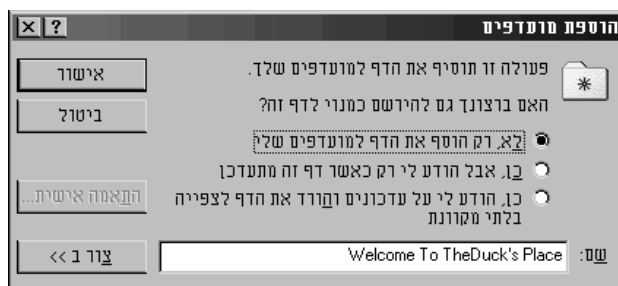 הוספת מועדפים
פעולה זו תוסיף את הדף למועדפים שלך.
האם ברצונך גם להירשם כמנוי לדף זה?
לא, רק הוסף את הדף למועדפים שלי
כן, אבל הודע לי רק כאשר דף זה מתעדכן
כן, הודע לי על עדכונים והורד את הדף לצפייה
בלתי מקוונת
שם: Welcome To TheDuck's Place
אישור
ביטול
התאמה אישית...
צור ב >>